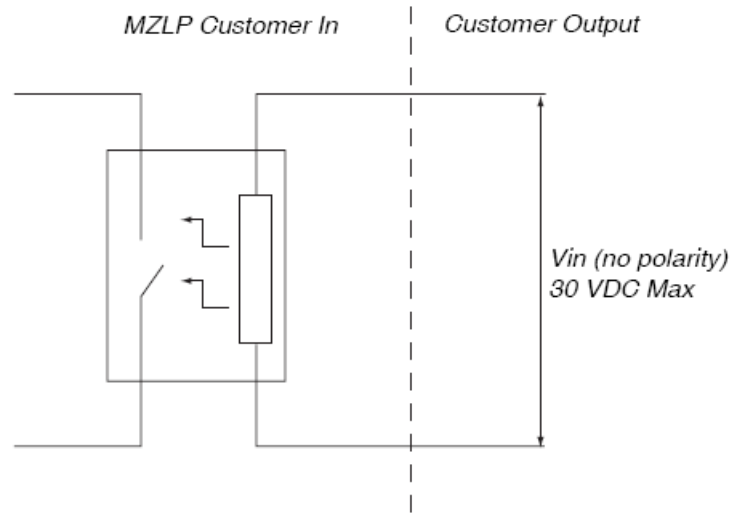 MZLP Customer In
Customer Output
Vin (no polarity)
30 VDC Max